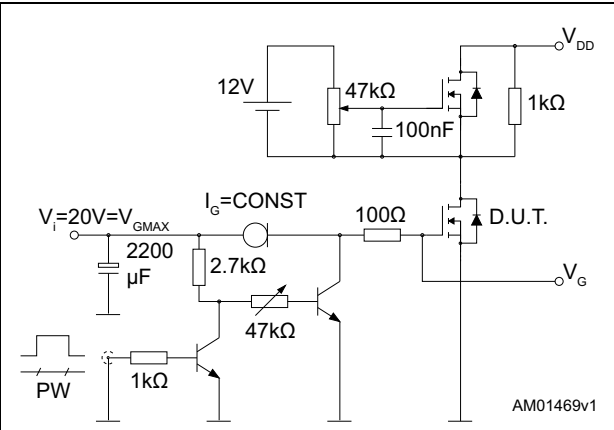 V_DD
12V
47kΩ
1kΩ
100nF
I_G=CONST
V_i=20V=V_GMAX
100Ω
D.U.T.
2200
μF
2.7kΩ
V_G
47kΩ
1kΩ
PW
AM01469v1